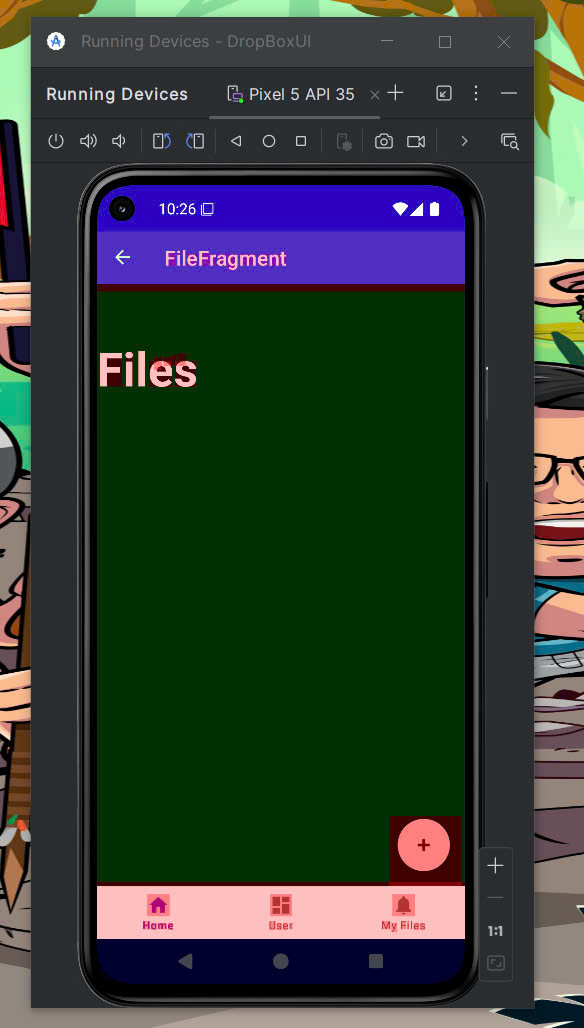 Running Devices - DropBoxUI
Running Devices
Pixel 5 API 35
10:26
FileFragment
Files
Home
User
My Files
1:1